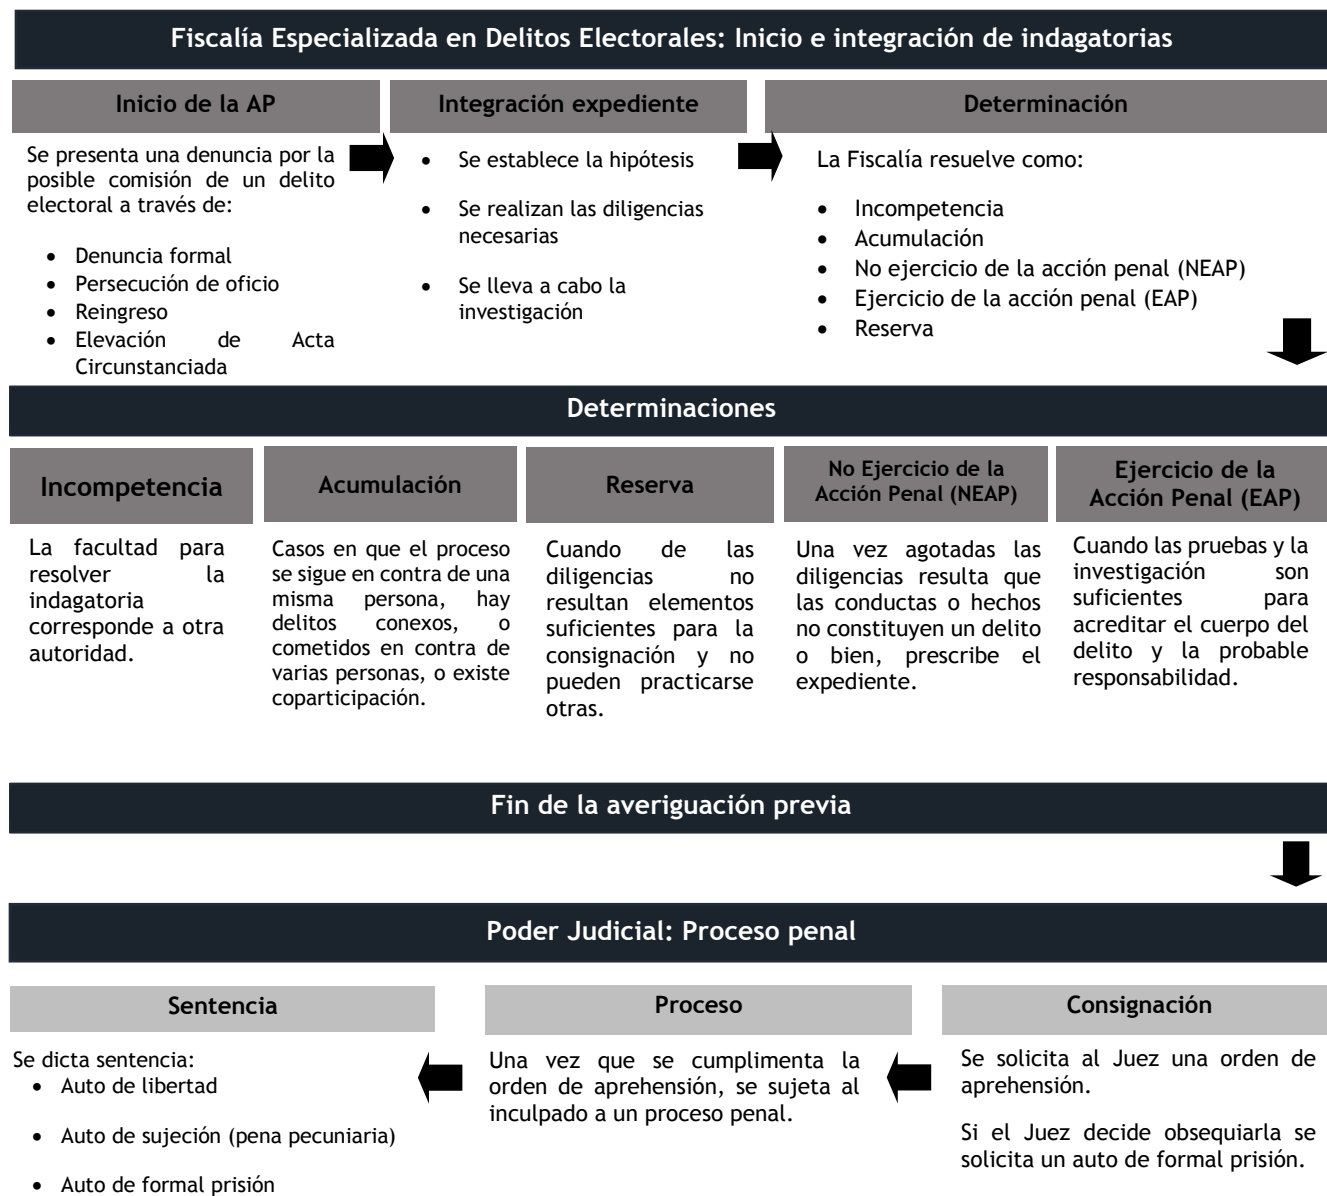 Fiscalía Especializada en Delitos Electorales: Inicio e integración de indagatorias
Inicio de la AP
Se presenta una denuncia por la
posible comisión de un delito
electoral a través de:
• Denuncia formal
• Persecución de oficio
• Reingreso
• Elevación de Acta
Circunstanciada
Integración expediente
• Se establece la hipótesis
• Se realizan las diligencias
necesarias
• Se lleva a cabo la
investigación
Determinación
La Fiscalía resuelve como:
• Incompetencia
• Acumulación
• No ejercicio de la acción penal (NEAP)
• Ejercicio de la acción penal (EAP)
• Reserva
Determinaciones
Incompetencia
La facultad para
resolver la
indagatoria
corresponde a otra
autoridad.
Acumulación
Casos en que el proceso
se sigue en contra de una
misma persona, hay
delitos conexos, o
cometidos en contra de
varias personas, o existe
coparticipación.
Reserva
Cuando de las
diligencias no
resultan elementos
suficientes para la
consignación y no
pueden practicarse
otras.
No Ejercicio de la
Acción Penal (NEAP)
Una vez agotadas las
diligencias resulta que
las conductas o hechos
no constituyen un delito
o bien, prescribe el
expediente.
Ejercicio de la
Acción Penal (EAP)
Cuando las pruebas y la
investigación son
suficientes para
acreditar el cuerpo del
delito y la probable
responsabilidad.
Fin de la averiguación previa
Poder Judicial: Proceso penal
Sentencia
Se dicta sentencia:
• Auto de libertad
• Auto de sujeción (pena pecuniaria)
• Auto de formal prisión
Proceso
Una vez que se cumplimenta la
orden de aprehensión, se sujeta al
inculpado a un proceso penal.
Consignación
Se solicita al Juez una orden de
aprehensión.
Si el Juez decide obsequiarla se
solicita un auto de formal prisión.